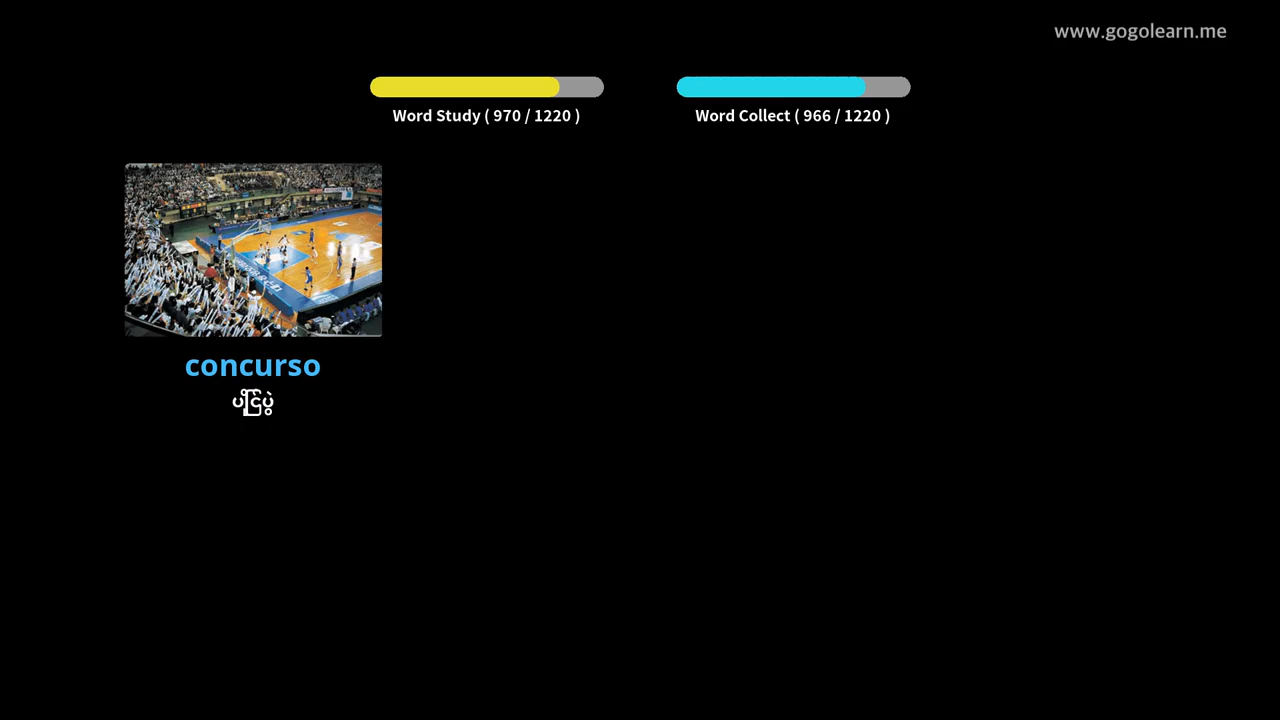 www.gogolearn.me
Word Study ( 970 / 1220 )
Word Collect ( 966 / 1220 )
concurso
ပြိုင်ပွဲ